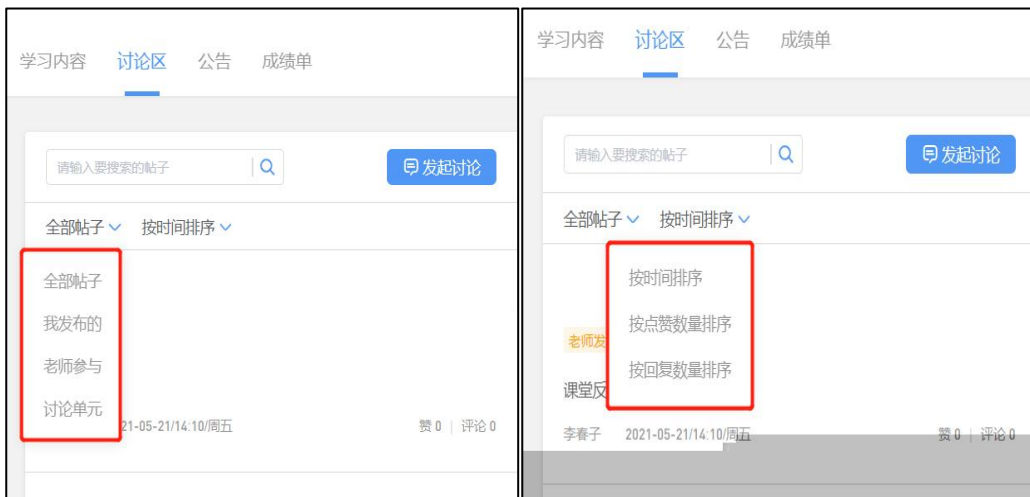 学习内容 讨论区 公告 成绩单
请输入要搜索的帖子
发起讨论
全部帖子 按时间排序
全部帖子
我发布的
老师参与
讨论单元
21-05-21/14:10/周五 赞 0 | 评论 0
学习内容 讨论区 公告 成绩单
请输入要搜索的帖子
发起讨论
全部帖子 按时间排序
按时间排序
按点赞数量排序
按回复数量排序
老师发
课堂反
李春子 2021-05-21/14:10/周五 赞 0 | 评论 0